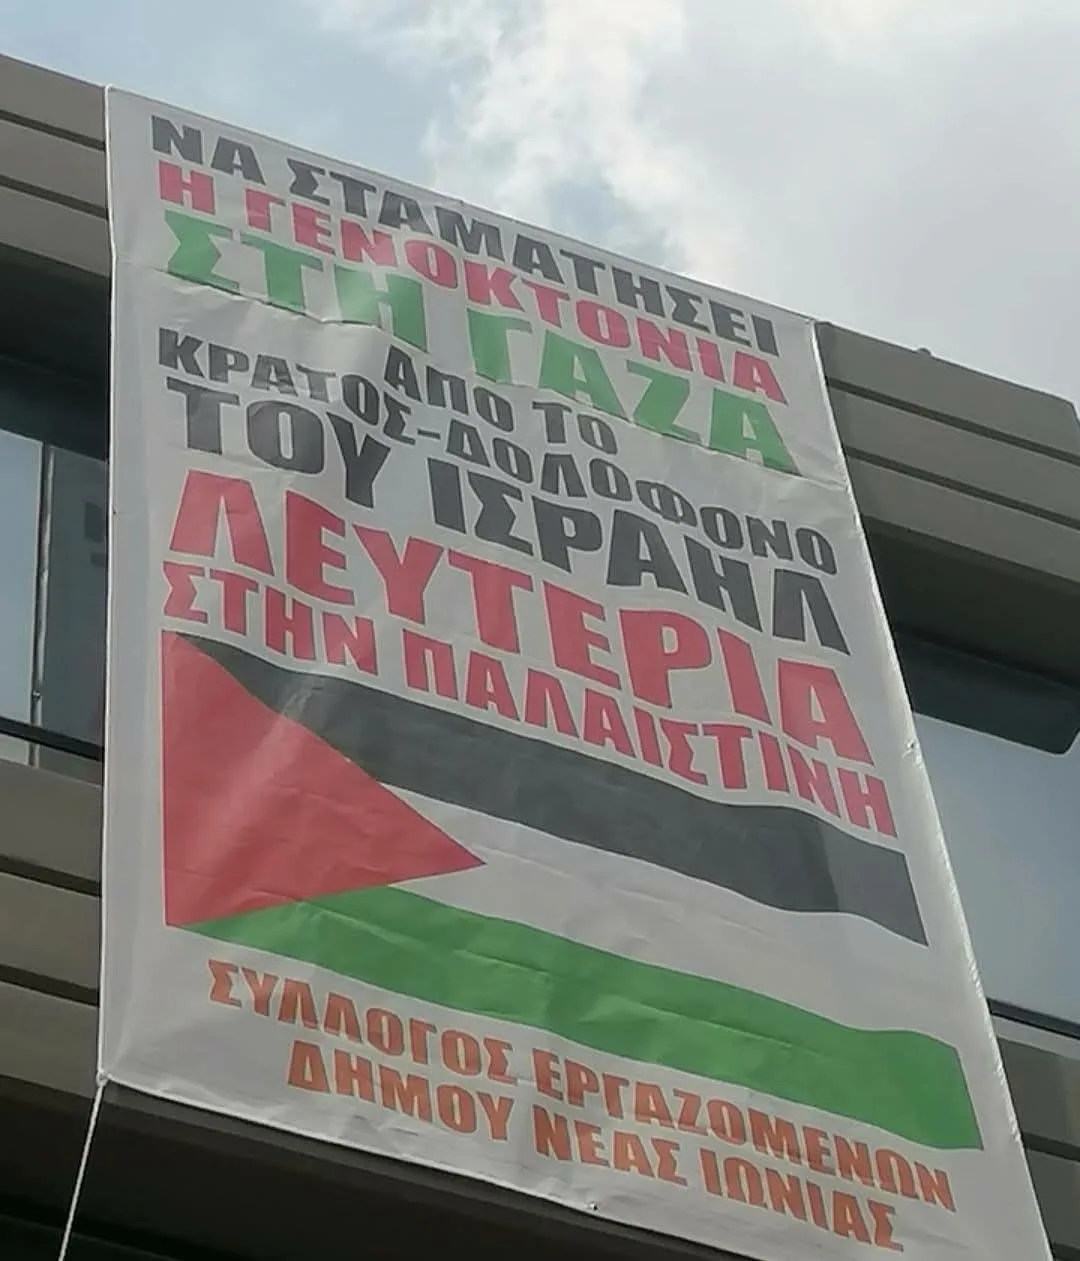 ΝΑ ΣΤΑΜΑΤΗΣΕΙ
Η ΓΕΝΟΚΤΟΝΙΑ
ΣΤΗ ΓΑΖΑ
ΑΠΟ ΤΟ
ΚΡΑΤΟΣ-ΔΟΛΟΦΟΝΟ
ΤΟΥ ΙΣΡΑΗΛ
ΛΕΥΤΕΡΙΑ
ΣΤΗΝ ΠΑΛΑΙΣΤΙΝΗ
ΣΥΛΛΟΓΟΣ ΕΡΓΑΖΟΜΕΝΩΝ
ΔΗΜΟΥ ΝΕΑΣ ΙΩΝΙΑΣ